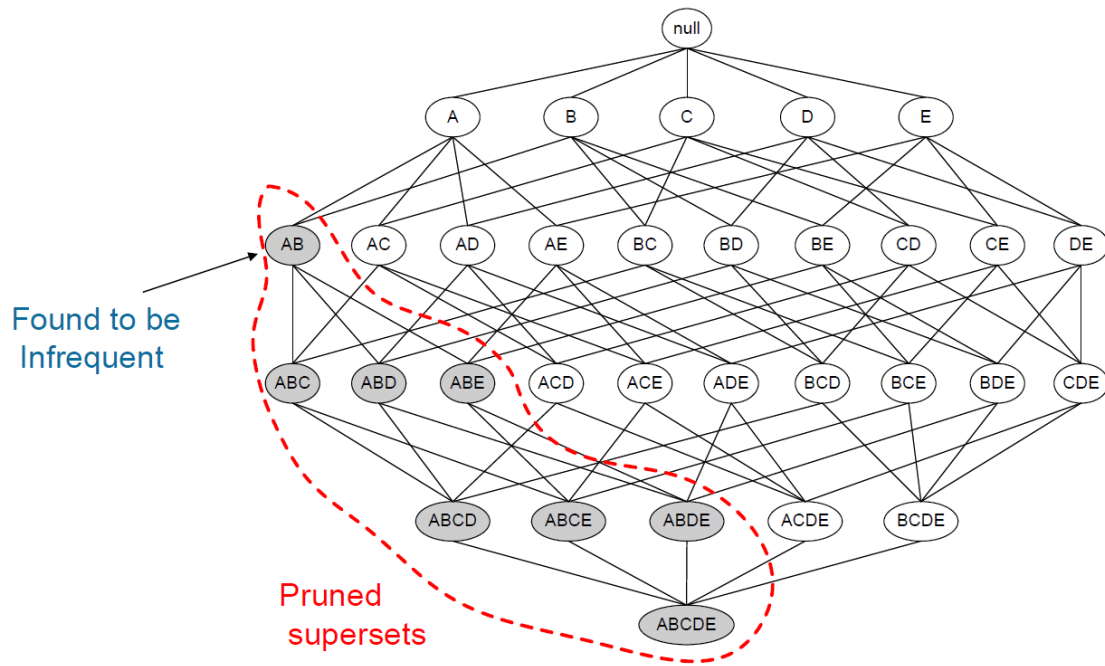 null
A B C D E
AB AC AD AE BC BD BE CD CE DE
Found to be
Infrequent
ABC ABD ABE ACD ACE ADE BCD BCE BDE CDE
ABCD ABCE ABDE ACDE BCDE
Pruned
supersets
ABCDE